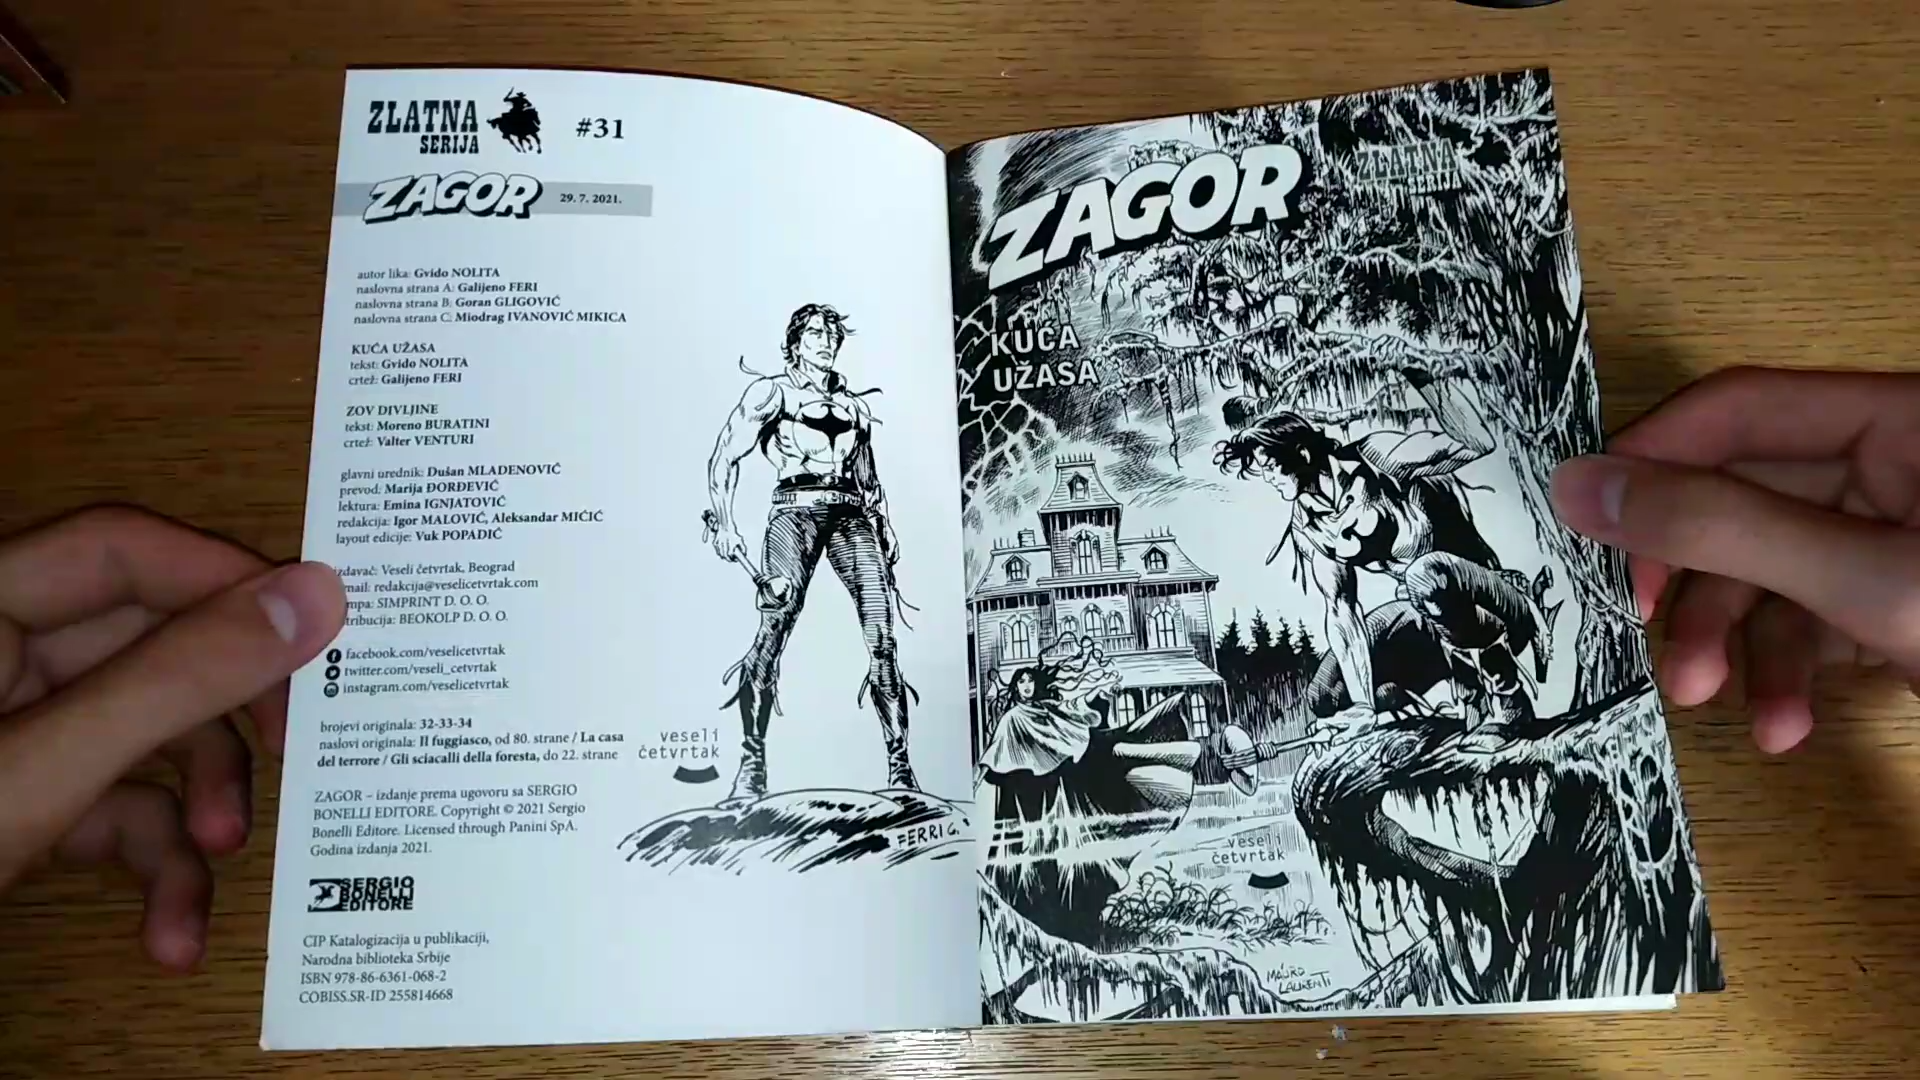 ZLATNA
SERIJA
#31
ZAGOR
29. 7. 2021.
autor lika: Gvido NOLITA
naslovna strana A: Galijeno FERI
naslovna strana B: Goran GLIGOVIĆ
naslovna strana C: Miodrag IVANOVIĆ MIKICA
KUĆA UŽASA
tekst: Gvido NOLITA
crtež: Galijeno FERI
ZOV DIVLJINE
tekst: Moreno BURATINI
crtež: Valter VENTURI
glavni urednik: Dušan MLADENOVIĆ
prevod: Marija ĐORĐEVIĆ
lektura: Emina IGNJATOVIĆ
redakcija: Igor MALOVIĆ, Aleksandar MIĆIĆ
layout edicije: Vuk POPADIĆ
izdavač: Veseli četvrtak, Beograd
mail: redakcija@veselicetvrtak.com
mpa: SIMPRINT D. O. O.
tribucija: BEOKOLP D. O. O.
facebook.com/veselicetvrtak
twitter.com/veseli_cetvrtak
instagram.com/veselicetvrtak
brojevi originala: 32-33-34
naslovi originala: Il fuggiasco, od 80. strane / La casa
del terrore / Gli sciacalli della foresta, do 22. strane
veseli
četvrtak
ZAGOR – izdanje prema ugovoru sa SERGIO
BONELLI EDITORE. Copyright © 2021 Sergio
Bonelli Editore. Licensed through Panini SpA.
Godina izdanja 2021.
SERGIO
BONELLI
EDITORE
CIP Katalogizacija u publikaciji,
Narodna biblioteka Srbije
ISBN 978-86-6361-068-2
COBISS.SR-ID 255814668
FERRI G.
ZAGOR
ZLATNA
SERIJA
KUĆA
UŽASA
veseli
četvrtak
MAURO
LAURENTI